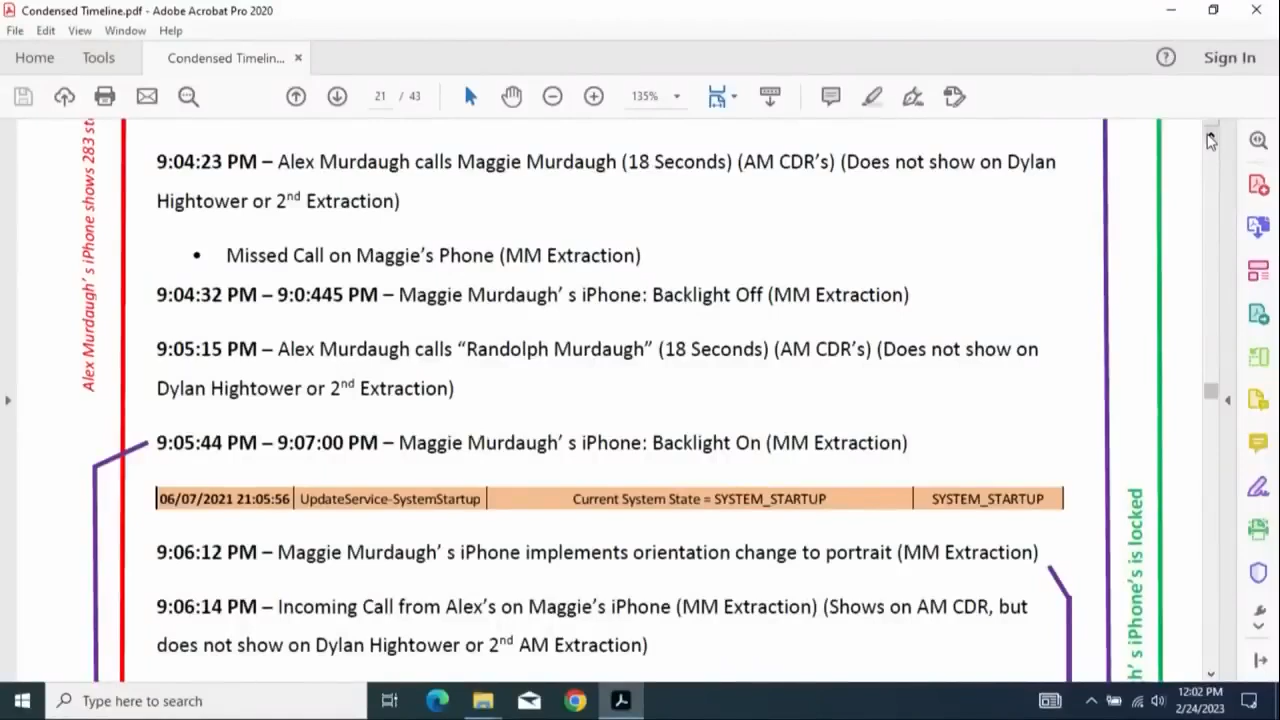 Condensed Timeline.pdf - Adobe Acrobat Pro 2020
File Edit View Window Help
Home Tools Condensed Timelin... × Sign In
21 / 43 135%
Alex Murdaugh' s iPhone shows 283
9:04:23 PM – Alex Murdaugh calls Maggie Murdaugh (18 Seconds) (AM CDR's) (Does not show on Dylan
Hightower or 2nd Extraction)
• Missed Call on Maggie's Phone (MM Extraction)
9:04:32 PM – 9:0:445 PM – Maggie Murdaugh' s iPhone: Backlight Off (MM Extraction)
9:05:15 PM – Alex Murdaugh calls "Randolph Murdaugh" (18 Seconds) (AM CDR's) (Does not show on
Dylan Hightower or 2nd Extraction)
9:05:44 PM – 9:07:00 PM – Maggie Murdaugh' s iPhone: Backlight On (MM Extraction)
06/07/2021 21:05:56 UpdateService-SystemStartup Current System State = SYSTEM_STARTUP SYSTEM_STARTUP
9:06:12 PM – Maggie Murdaugh' s iPhone implements orientation change to portrait (MM Extraction)
9:06:14 PM – Incoming Call from Alex's on Maggie's iPhone (MM Extraction) (Shows on AM CDR, but
does not show on Dylan Hightower or 2nd AM Extraction)
h' s iPhone's is locked
Type here to search
12:02 PM
2/24/2023